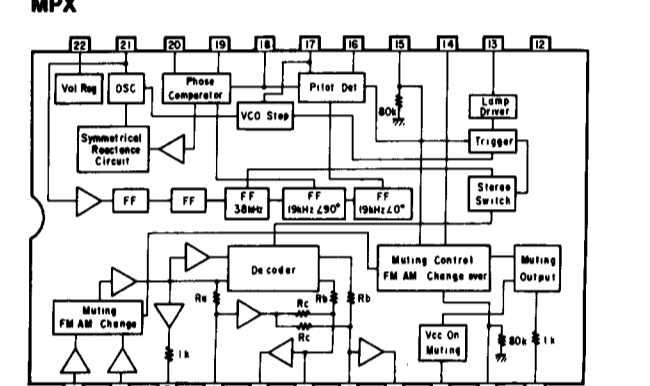 MPX
22 21 20 19 18 17 16 15 14 13 12
Vol Reg
OSC
Phase
Comparator
Pilot Det
80k
Lamp
Driver
VCO Stop
Symmetrical
Reactance
Circuit
Trigger
Stereo
Switch
FF
FF
FF
38kHz
FF
19kHz∠90°
FF
19kHz∠0°
Decoder
Muting Control
FM AM Change over
Muting
Output
Ra
Rc
Rb
Rb
Rc
Muting
FM AM Change
1k
Vcc On
Muting
80k
1k